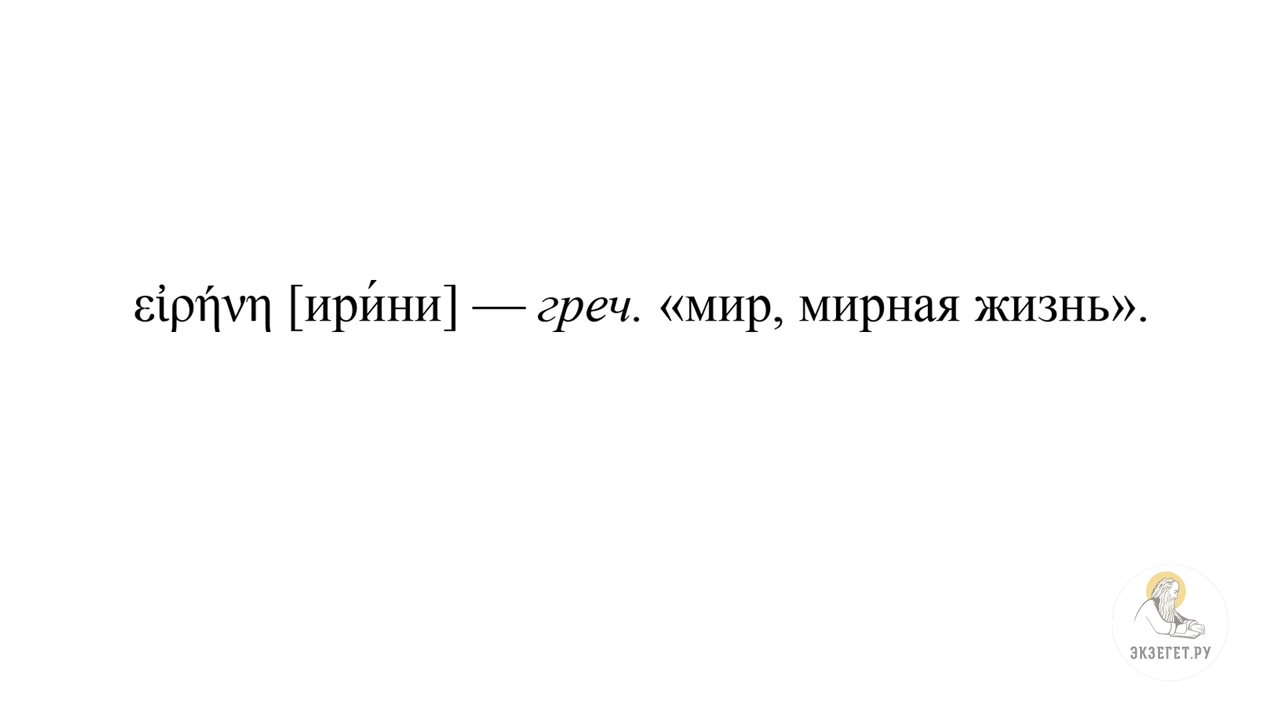 εἰρήνη [ири́ни] — греч. «мир, мирная жизнь».
ЭКЗЕГЕТ.РУ